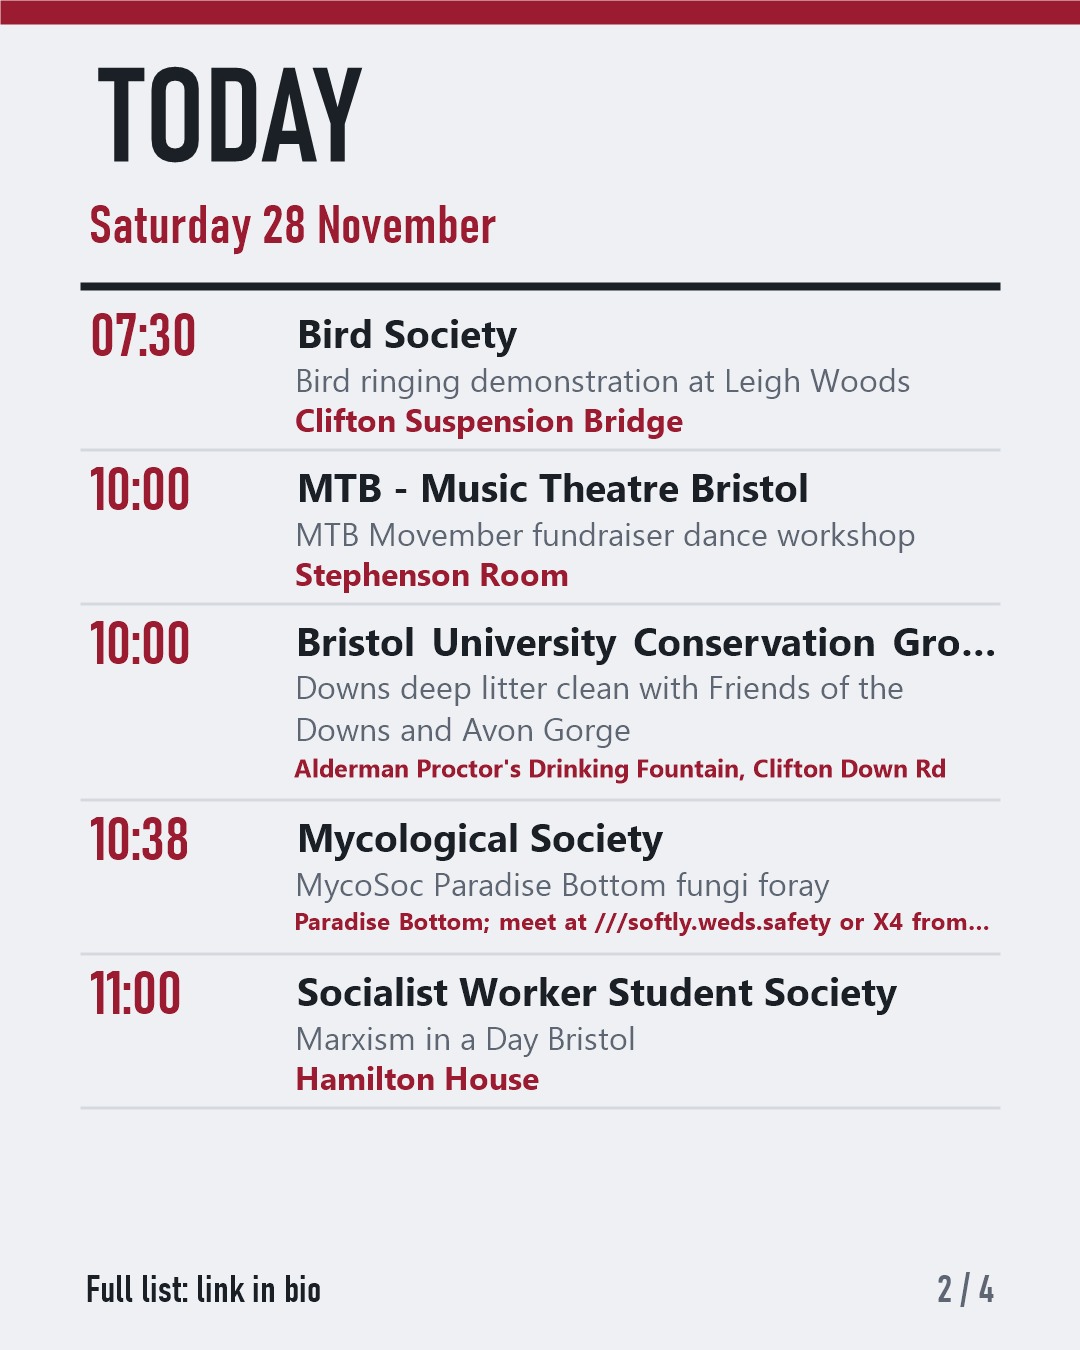 TODAY
Saturday 28 November
07:30
Bird Society
Bird ringing demonstration at Leigh Woods
Clifton Suspension Bridge
10:00
MTB - Music Theatre Bristol
MTB Movember fundraiser dance workshop
Stephenson Room
10:00
Bristol University Conservation Gro...
Downs deep litter clean with Friends of the
Downs and Avon Gorge
Alderman Proctor's Drinking Fountain, Clifton Down Rd
10:38
Mycological Society
MycoSoc Paradise Bottom fungi foray
Paradise Bottom; meet at ///softly.weds.safety or X4 from...
11:00
Socialist Worker Student Society
Marxism in a Day Bristol
Hamilton House
Full list: link in bio
2 / 4